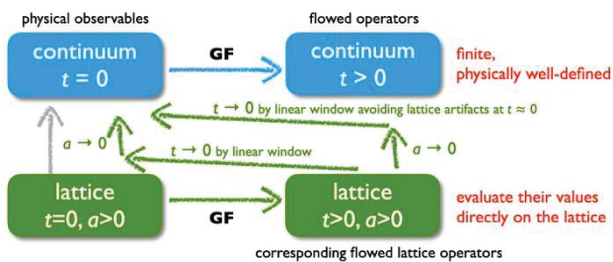 physical observables
flowed operators
continuum
t = 0
GF
continuum
t > 0
finite,
physically well-defined
t → 0 by linear window avoiding lattice artifacts at t ≈ 0
a → 0
t → 0 by linear window
a → 0
lattice
t=0, a>0
GF
lattice
t>0, a>0
evaluate their values
directly on the lattice
corresponding flowed lattice operators